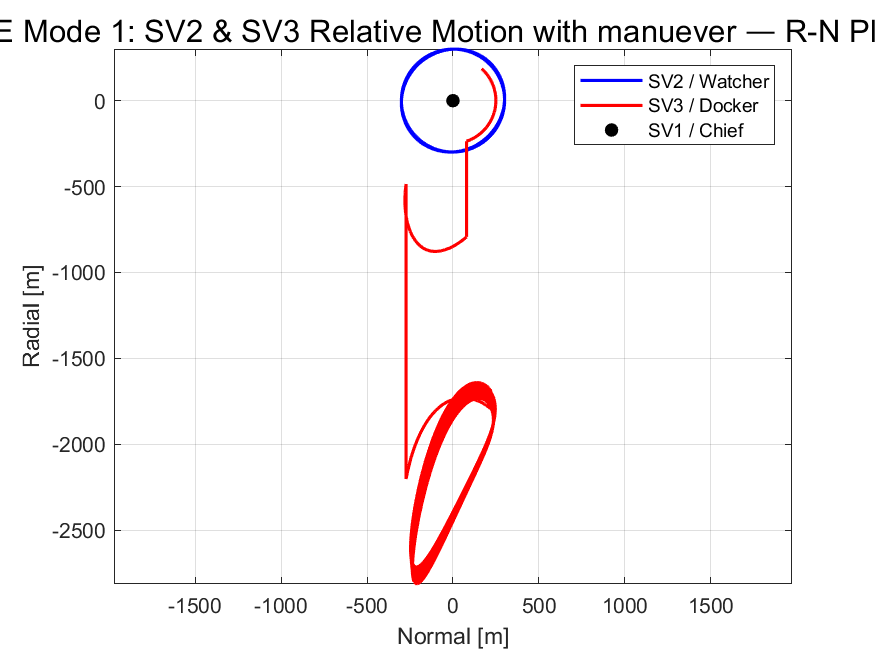 E Mode 1: SV2 & SV3 Relative Motion with manuever — R-N Pl
SV2 / Watcher
SV3 / Docker
SV1 / Chief
0
-500
-1000
-1500
-2000
-2500
Radial [m]
-1500 -1000 -500 0 500 1000 1500
Normal [m]